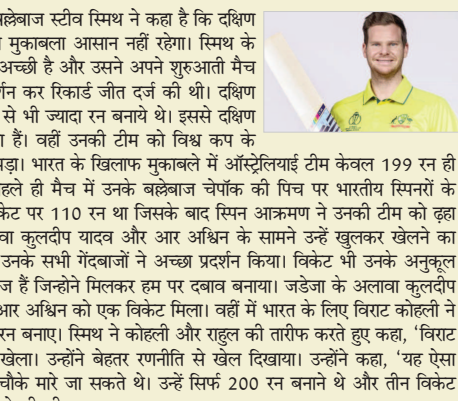 ल्लेबाज स्टीव स्मिथ ने कहा है कि दक्षिण
मुकाबला आसान नहीं रहेगा। स्मिथ के
अच्छी है और उसने अपने शुरुआती मैच
र्शन कर रिकार्ड जीत दर्ज की थी। दक्षिण
से भी ज्यादा रन बनाये थे। इससे दक्षिण
हैं। वहीं उनकी टीम को विश्व कप के
पड़ा। भारत के खिलाफ मुकाबले में ऑस्ट्रेलियाई टीम केवल 199 रन ही
हले ही मैच में उनके बल्लेबाज चेपॉक की पिच पर भारतीय स्पिनरों के
केट पर 110 रन था जिसके बाद स्पिन आक्रमण ने उनकी टीम को ढ़हा
वा कुलदीप यादव और आर अश्विन के सामने उन्हें खुलकर खेलने का
उनके सभी गेंदबाजों ने अच्छा प्रदर्शन किया। विकेट भी उनके अनुकूल
ज हैं जिन्होने मिलकर हम पर दबाव बनाया। जडेजा के अलावा कुलदीप
आर अश्विन को एक विकेट मिला। वहीं में भारत के लिए विराट कोहली ने
रन बनाए। स्मिथ ने कोहली और राहुल की तारीफ करते हुए कहा, ‘विराट
खेला। उन्होंने बेहतर रणनीति से खेल दिखाया। उन्होंने कहा, ‘यह ऐसा
चौके मारे जा सकते थे। उन्हें सिर्फ 200 रन बनाने थे और तीन विकेट